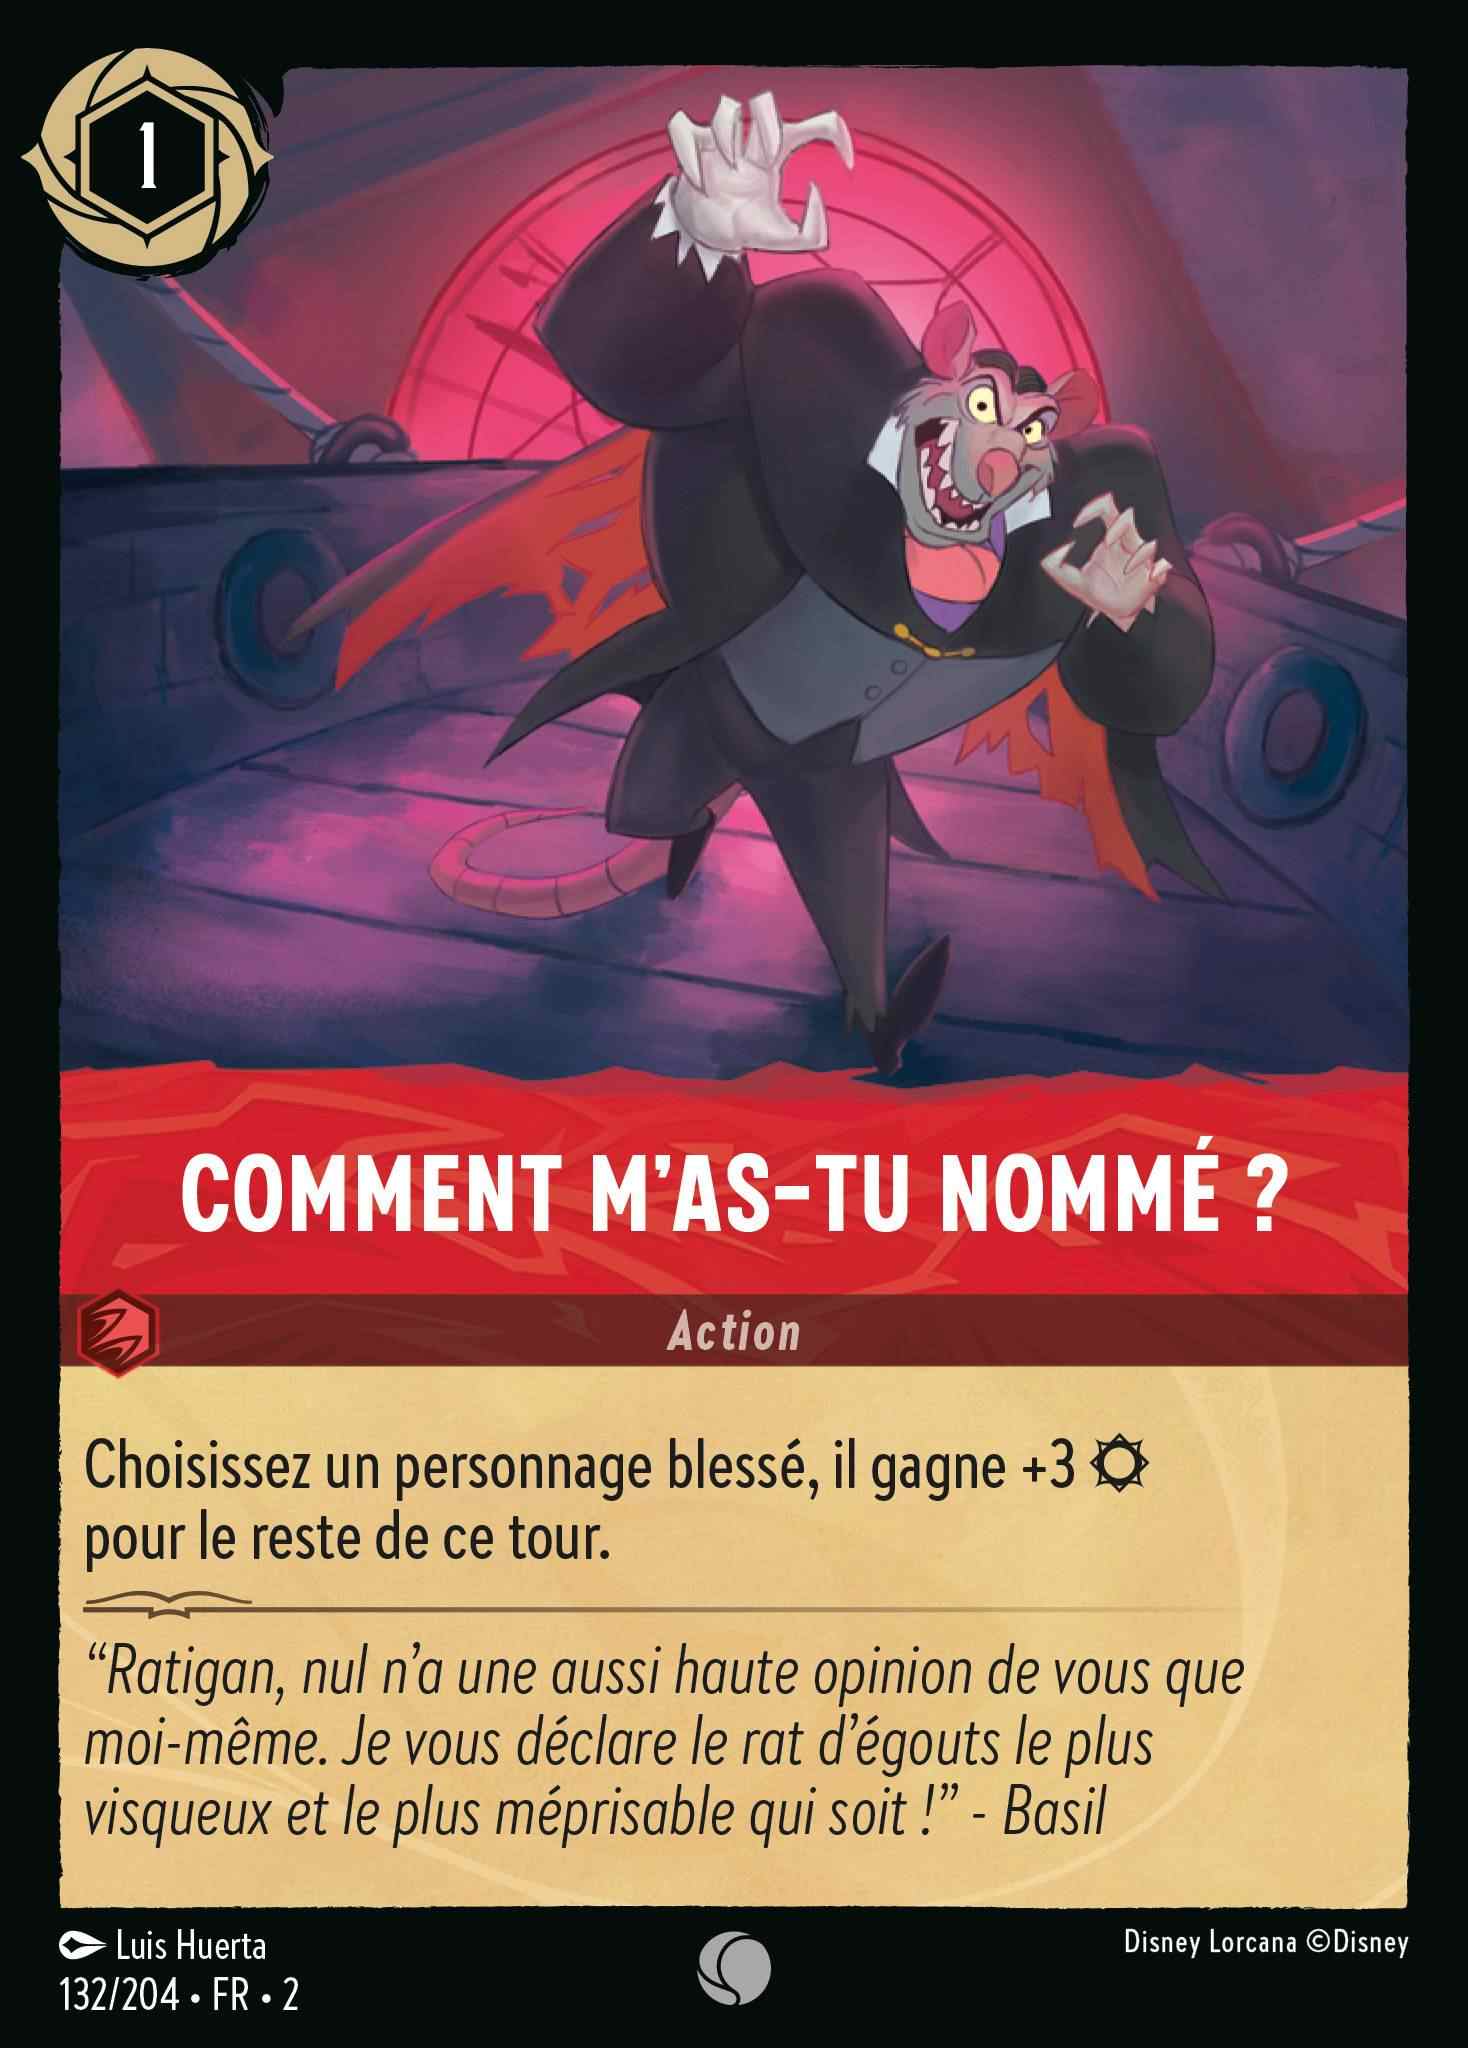 1
COMMENT M’AS-TU NOMMÉ ?
Action
Choisissez un personnage blessé, il gagne +3
pour le reste de ce tour.
“Ratigan, nul n’a une aussi haute opinion de vous que
moi-même. Je vous déclare le rat d’égouts le plus
visqueux et le plus méprisable qui soit !” - Basil
Luis Huerta
Disney Lorcana ©Disney
132/204 • FR • 2